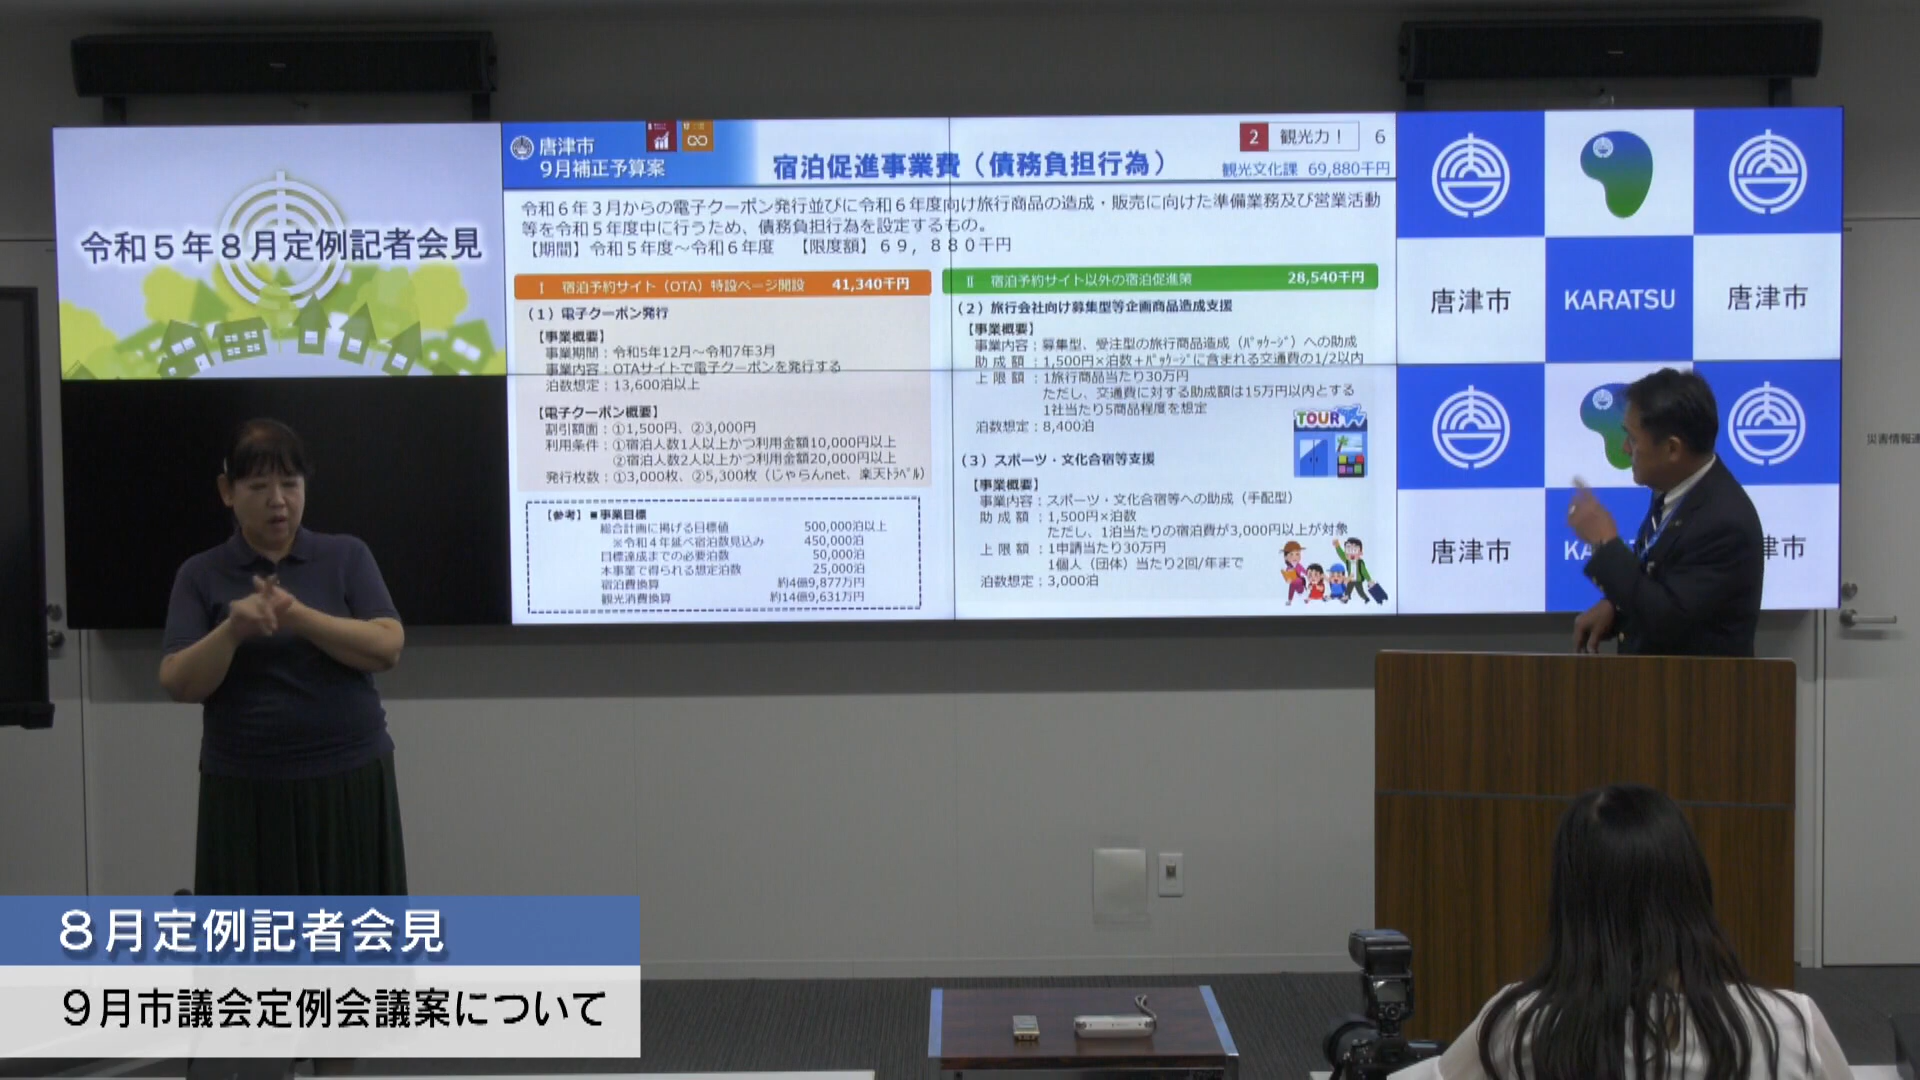 令和５年８月定例記者会見
唐津市
９月補正予算案
宿泊促進事業費（債務負担行為）
2 観光力！ 6
観光文化課 69,880千円
令和６年３月からの電子クーポン発行並びに令和６年度向け旅行商品の造成・販売に向けた準備業務及び営業活動
等を令和５年度中に行うため、債務負担行為を設定するもの。
【期間】令和５年度～令和６年度 【限度額】６９，８８０千円
Ⅰ 宿泊予約サイト（OTA）特設ページ開設 41,340千円
（１）電子クーポン発行
【事業概要】
事業期間：令和5年12月～令和7年3月
事業内容：OTAサイトで電子クーポンを発行する
泊数想定：13,600泊以上
【電子クーポン概要】
割引額面：①1,500円、②3,000円
利用条件：①宿泊人数1人以上かつ利用金額10,000円以上
②宿泊人数2人以上かつ利用金額20,000円以上
発行枚数：①3,000枚、②5,300枚（じゃらんnet、楽天ﾄﾗﾍﾞﾙ）
【参考】■事業目標
総合計画に掲げる目標値 500,000泊以上
※令和４年延べ宿泊数見込み 450,000泊
目標達成までの必要泊数 50,000泊
本事業で得られる想定泊数 25,000泊
宿泊費換算 約4億9,877万円
観光消費換算 約14億9,631万円
Ⅱ 宿泊予約サイト以外の宿泊促進策 28,540千円
（２）旅行会社向け募集型等企画商品造成支援
【事業概要】
事業内容：募集型、受注型の旅行商品造成（ﾊﾟｯｹｰｼﾞ）への助成
助 成 額：1,500円×泊数＋ﾊﾟｯｹｰｼﾞに含まれる交通費の1/2以内
上 限 額：1旅行商品当たり30万円
ただし、交通費に対する助成額は15万円以内とする
1社当たり5商品程度を想定
泊数想定：8,400泊
TOUR
（３）スポーツ・文化合宿等支援
【事業概要】
事業内容：スポーツ・文化合宿等への助成（手配型）
助 成 額：1,500円×泊数
ただし、1泊当たりの宿泊費が3,000円以上が対象
上 限 額：1申請当たり30万円
1個人（団体）当たり2回/年まで
泊数想定：3,000泊
唐津市
KARATSU
唐津市
唐津市
KA
津市
災害情報
８月定例記者会見
９月市議会定例会議案について